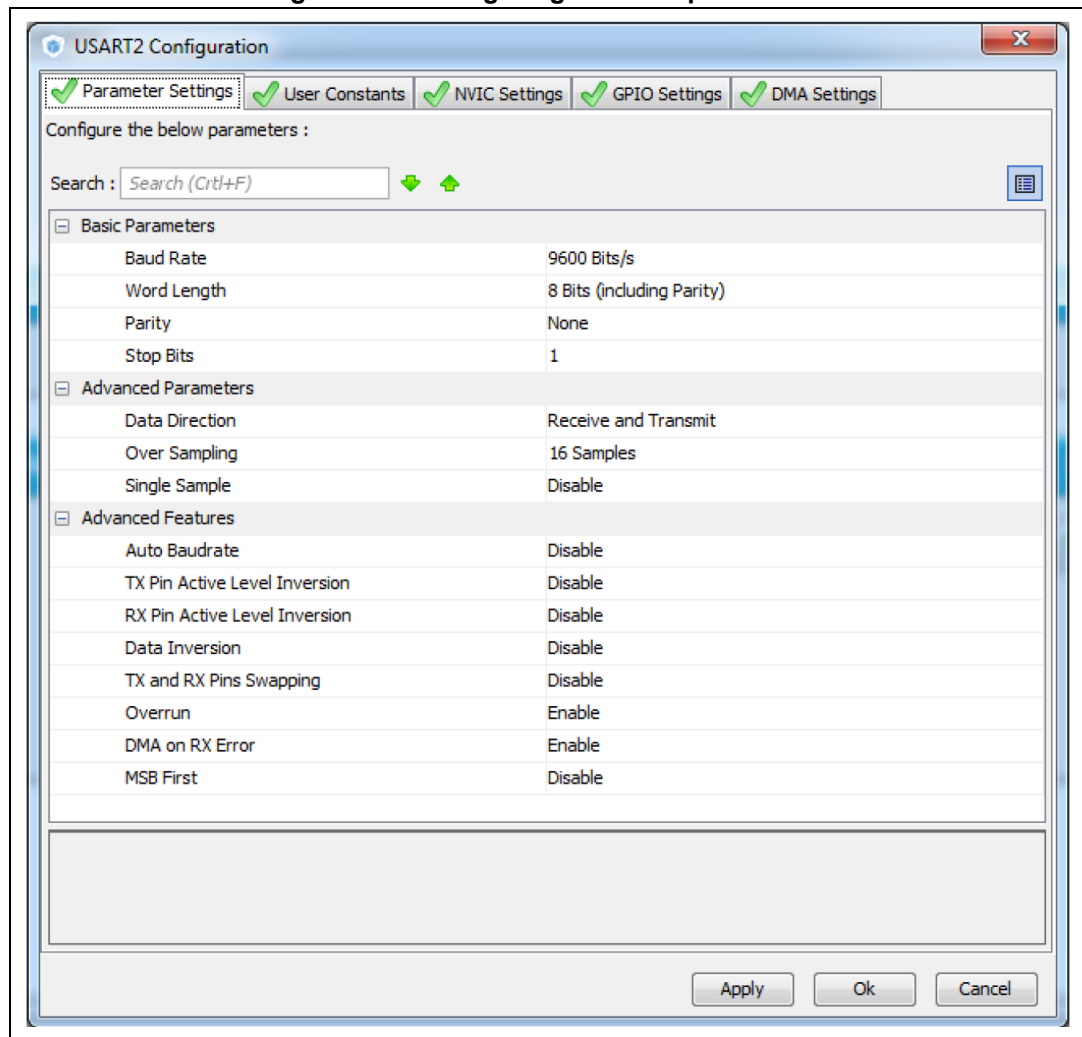 USART2 Configuration
Parameter Settings User Constants NVIC Settings GPIO Settings DMA Settings
Configure the below parameters :
Search : Search (Crtl+F)
Basic Parameters
Baud Rate 9600 Bits/s
Word Length 8 Bits (including Parity)
Parity None
Stop Bits 1
Advanced Parameters
Data Direction Receive and Transmit
Over Sampling 16 Samples
Single Sample Disable
Advanced Features
Auto Baudrate Disable
TX Pin Active Level Inversion Disable
RX Pin Active Level Inversion Disable
Data Inversion Disable
TX and RX Pins Swapping Disable
Overrun Enable
DMA on RX Error Enable
MSB First Disable
Apply Ok Cancel